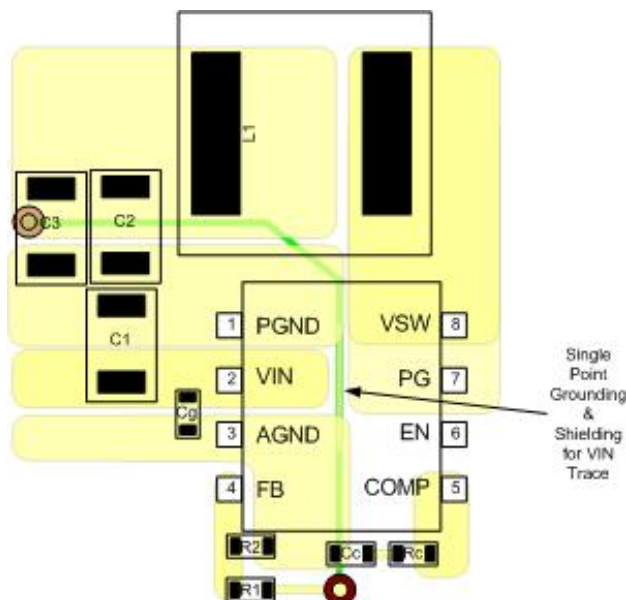 L1
C3
C2
C1
1 PGND VSW 8
2 VIN PG 7
Cg
3 AGND EN 6
4 FB COMP 5
R2
Cc
Rc
R1
Single
Point
Grounding
&
Shielding
for VIN
Trace